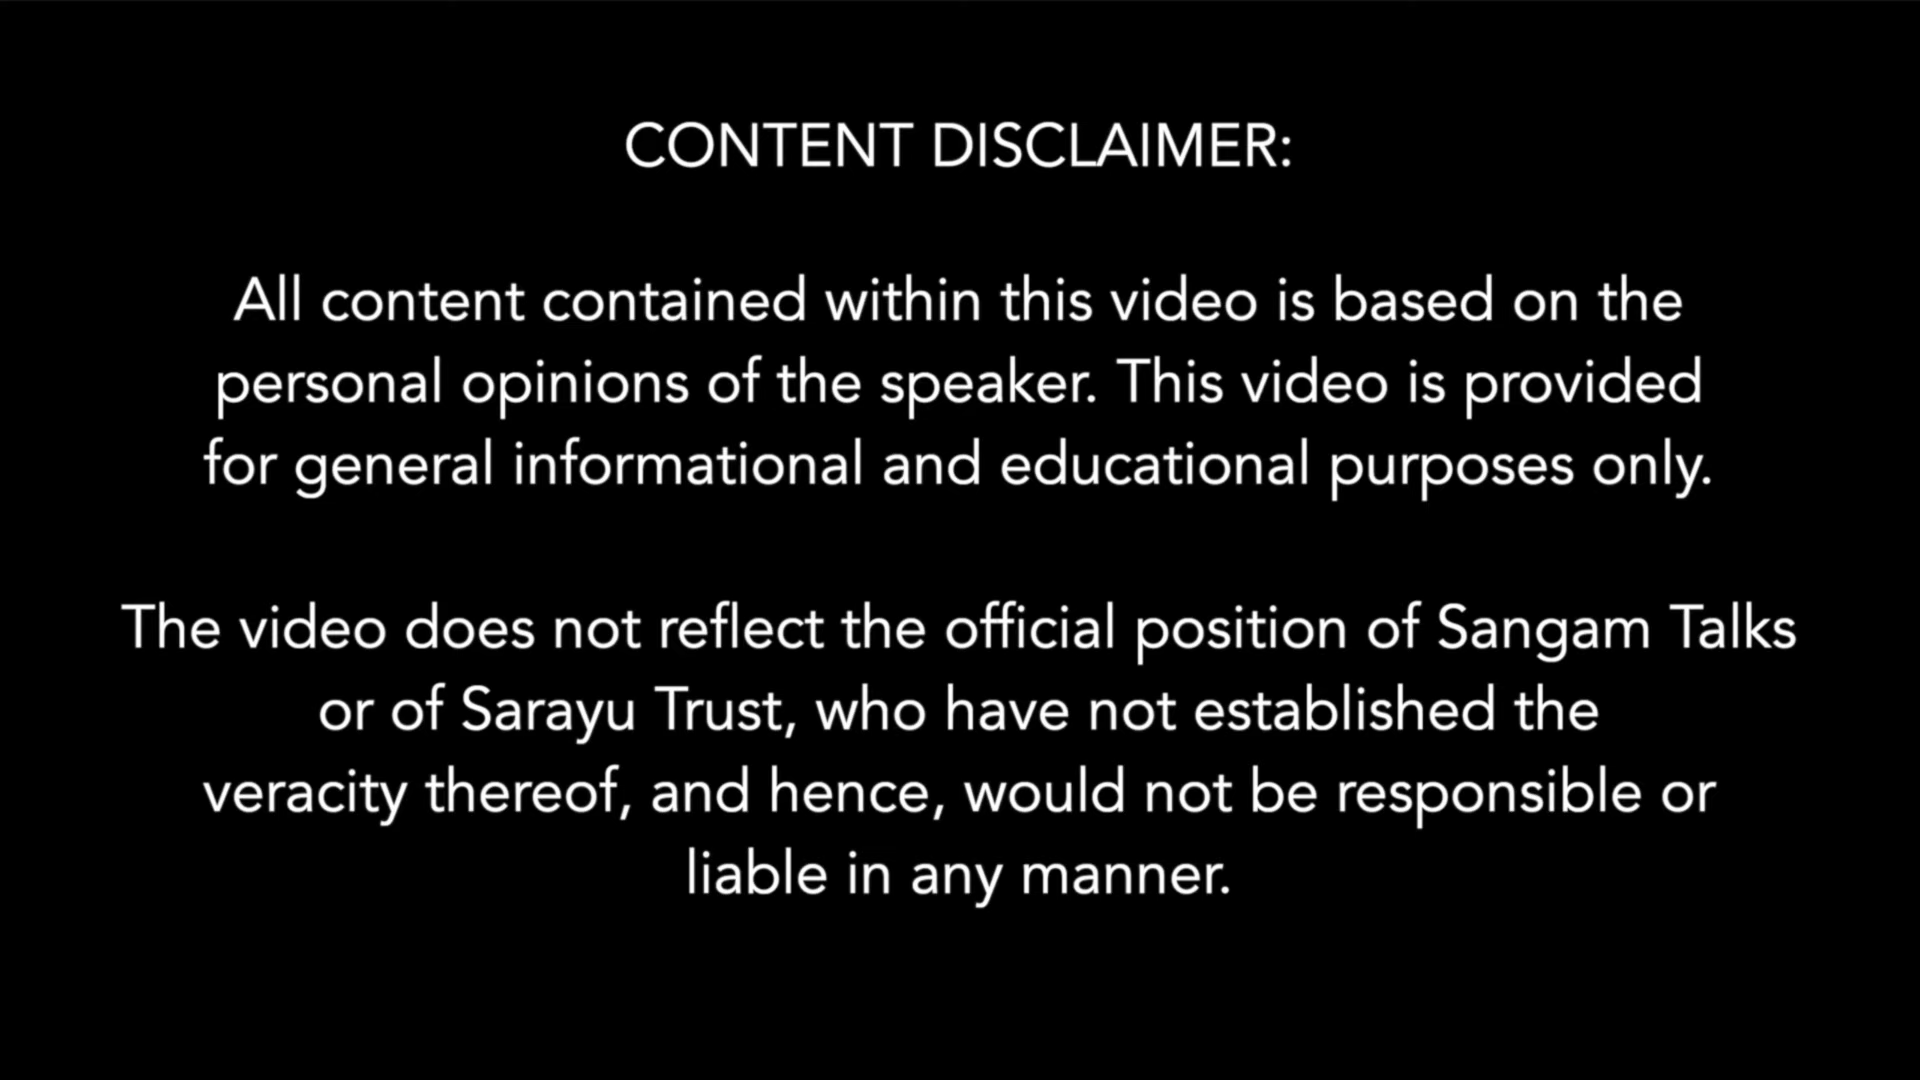 CONTENT DISCLAIMER:
All content contained within this video is based on the
personal opinions of the speaker. This video is provided
for general informational and educational purposes only.
The video does not reflect the official position of Sangam Talks
or of Sarayu Trust, who have not established the
veracity thereof, and hence, would not be responsible or
liable in any manner.